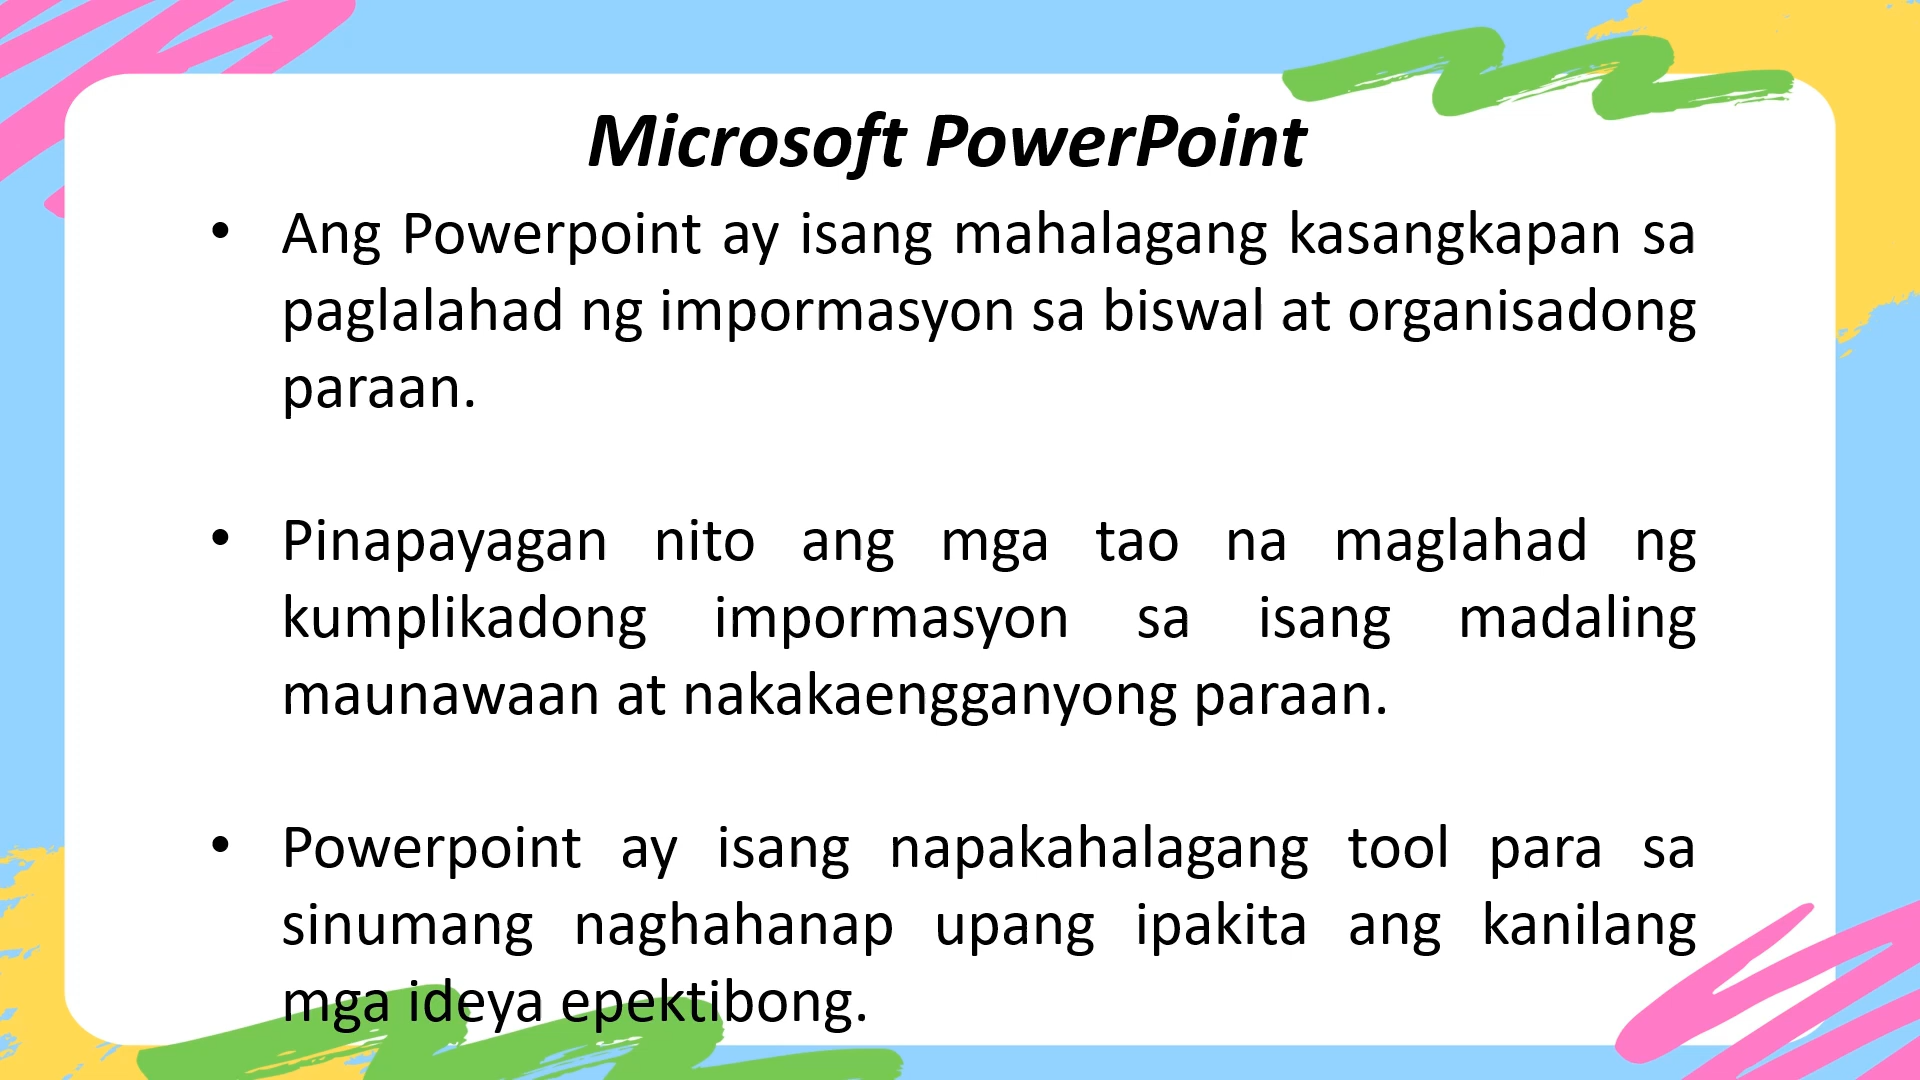 Microsoft PowerPoint
• Ang Powerpoint ay isang mahalagang kasangkapan sa
paglalahad ng impormasyon sa biswal at organisadong
paraan.
• Pinapayagan nito ang mga tao na maglahad ng
kumplikadong impormasyon sa isang madaling
maunawaan at nakakaengganyong paraan.
• Powerpoint ay isang napakahalagang tool para sa
sinumang naghahanap upang ipakita ang kanilang
mga ideya epektibong.